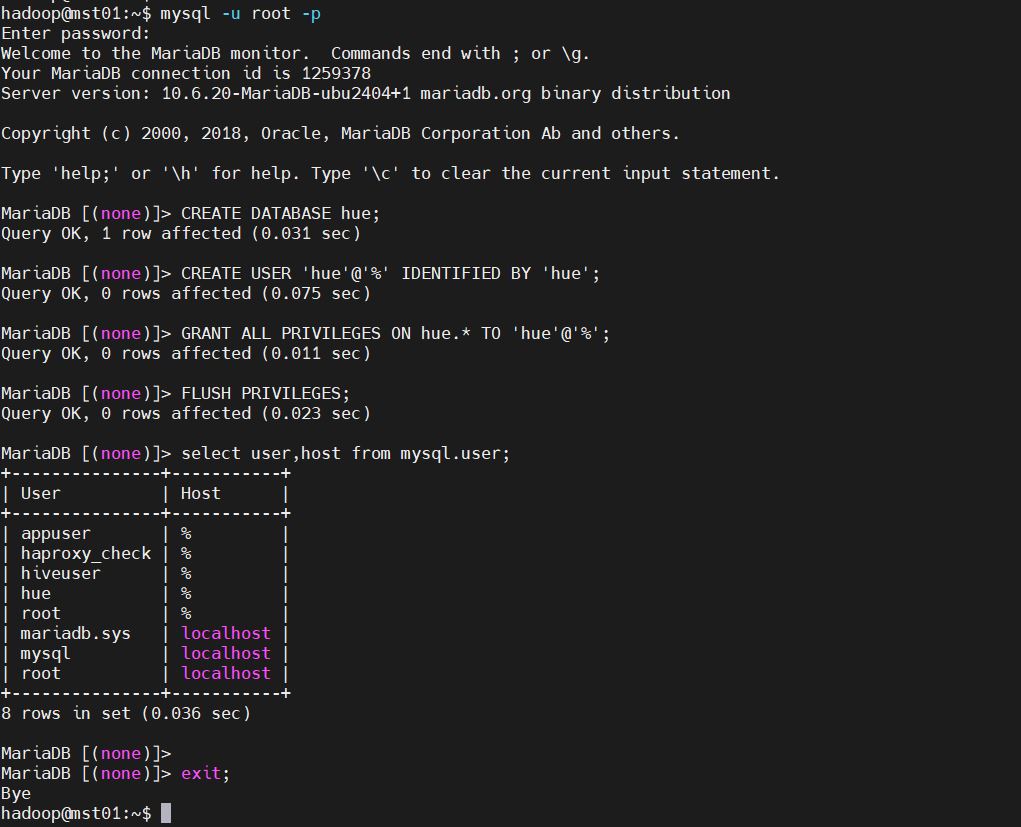 hadoop@mst01:~$ mysql -u root -p
Enter password:
Welcome to the MariaDB monitor.  Commands end with ; or \g.
Your MariaDB connection id is 1259378
Server version: 10.6.20-MariaDB-ubu2404+1 mariadb.org binary distribution

Copyright (c) 2000, 2018, Oracle, MariaDB Corporation Ab and others.

Type 'help;' or '\h' for help. Type '\c' to clear the current input statement.

MariaDB [(none)]> CREATE DATABASE hue;
Query OK, 1 row affected (0.031 sec)

MariaDB [(none)]> CREATE USER 'hue'@'%' IDENTIFIED BY 'hue';
Query OK, 0 rows affected (0.075 sec)

MariaDB [(none)]> GRANT ALL PRIVILEGES ON hue.* TO 'hue'@'%';
Query OK, 0 rows affected (0.011 sec)

MariaDB [(none)]> FLUSH PRIVILEGES;
Query OK, 0 rows affected (0.023 sec)

MariaDB [(none)]> select user,host from mysql.user;
+---------------+-----------+
| User          | Host      |
+---------------+-----------+
| appuser       | %         |
| haproxy_check | %         |
| hiveuser      | %         |
| hue           | %         |
| root          | %         |
| mariadb.sys   | localhost |
| mysql         | localhost |
| root          | localhost |
+---------------+-----------+
8 rows in set (0.036 sec)

MariaDB [(none)]>
MariaDB [(none)]> exit;
Bye
hadoop@mst01:~$